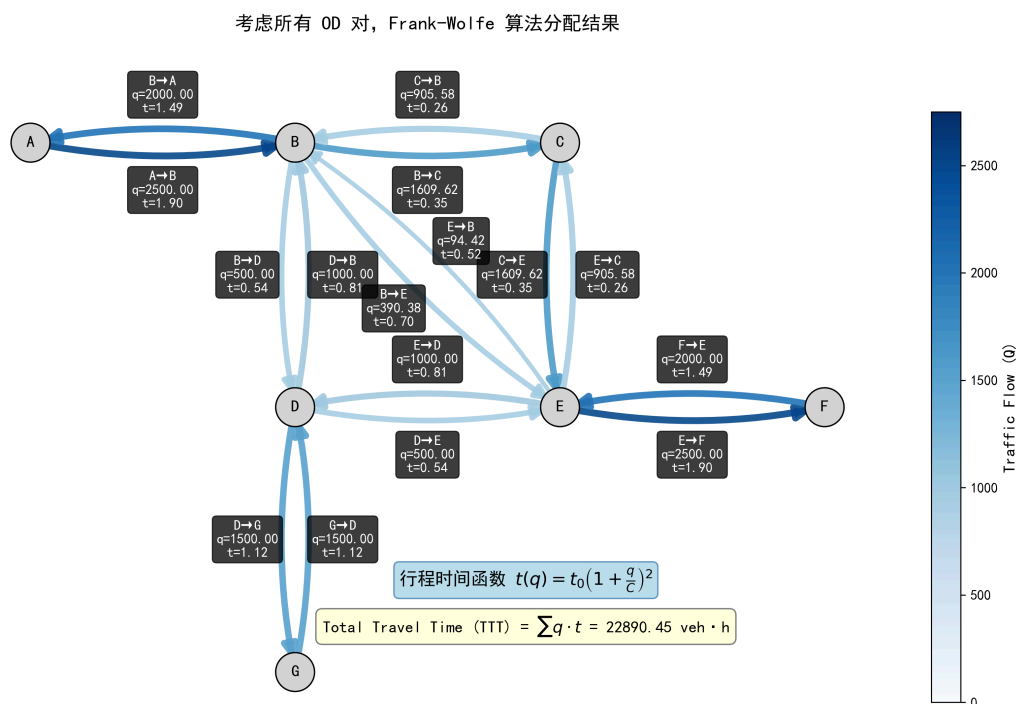 考虑所有 OD 对，Frank-Wolfe 算法分配结果
B→A
q=2000.00
t=1.49
C→B
q=905.58
t=0.26
A
B
C
A→B
q=2500.00
t=1.90
B→C
q=1609.62
t=0.35
E→B
q=94.42
t=0.52
B→D
q=500.00
t=0.54
D→B
q=1000.00
t=0.81
C→E
q=1609.62
t=0.35
E→C
q=905.58
t=0.26
B→E
q=390.38
t=0.70
E→D
q=1000.00
t=0.81
F→E
q=2000.00
t=1.49
D
E
F
D→E
q=500.00
t=0.54
E→F
q=2500.00
t=1.90
D→G
q=1500.00
t=1.12
G→D
q=1500.00
t=1.12
行程时间函数 t(q) = t₀(1 + q/C)²
Total Travel Time (TTT) = ∑q · t = 22890.45 veh·h
G
2500
2000
1500
1000
500
0
Traffic Flow (Q)